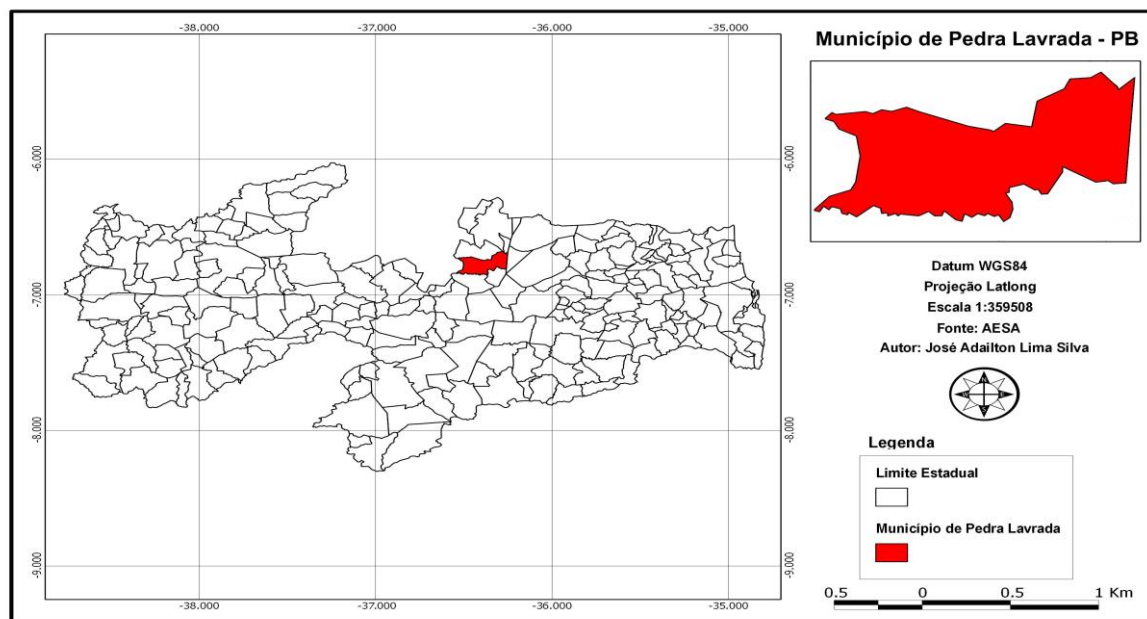 -38.000
-37.000
-36.000
-35.000
-6.000
-7.000
-8.000
-9.000
-6.000
-7.000
-8.000
-9.000
-38.000
-37.000
-36.000
-35.000
Município de Pedra Lavrada - PB
Datum WGS84
Projeção Latlong
Escala 1:359508
Fonte: AESA
Autor: José Adailton Lima Silva
Legenda
Limite Estadual
Município de Pedra Lavrada
0.5 0 0.5 1 Km